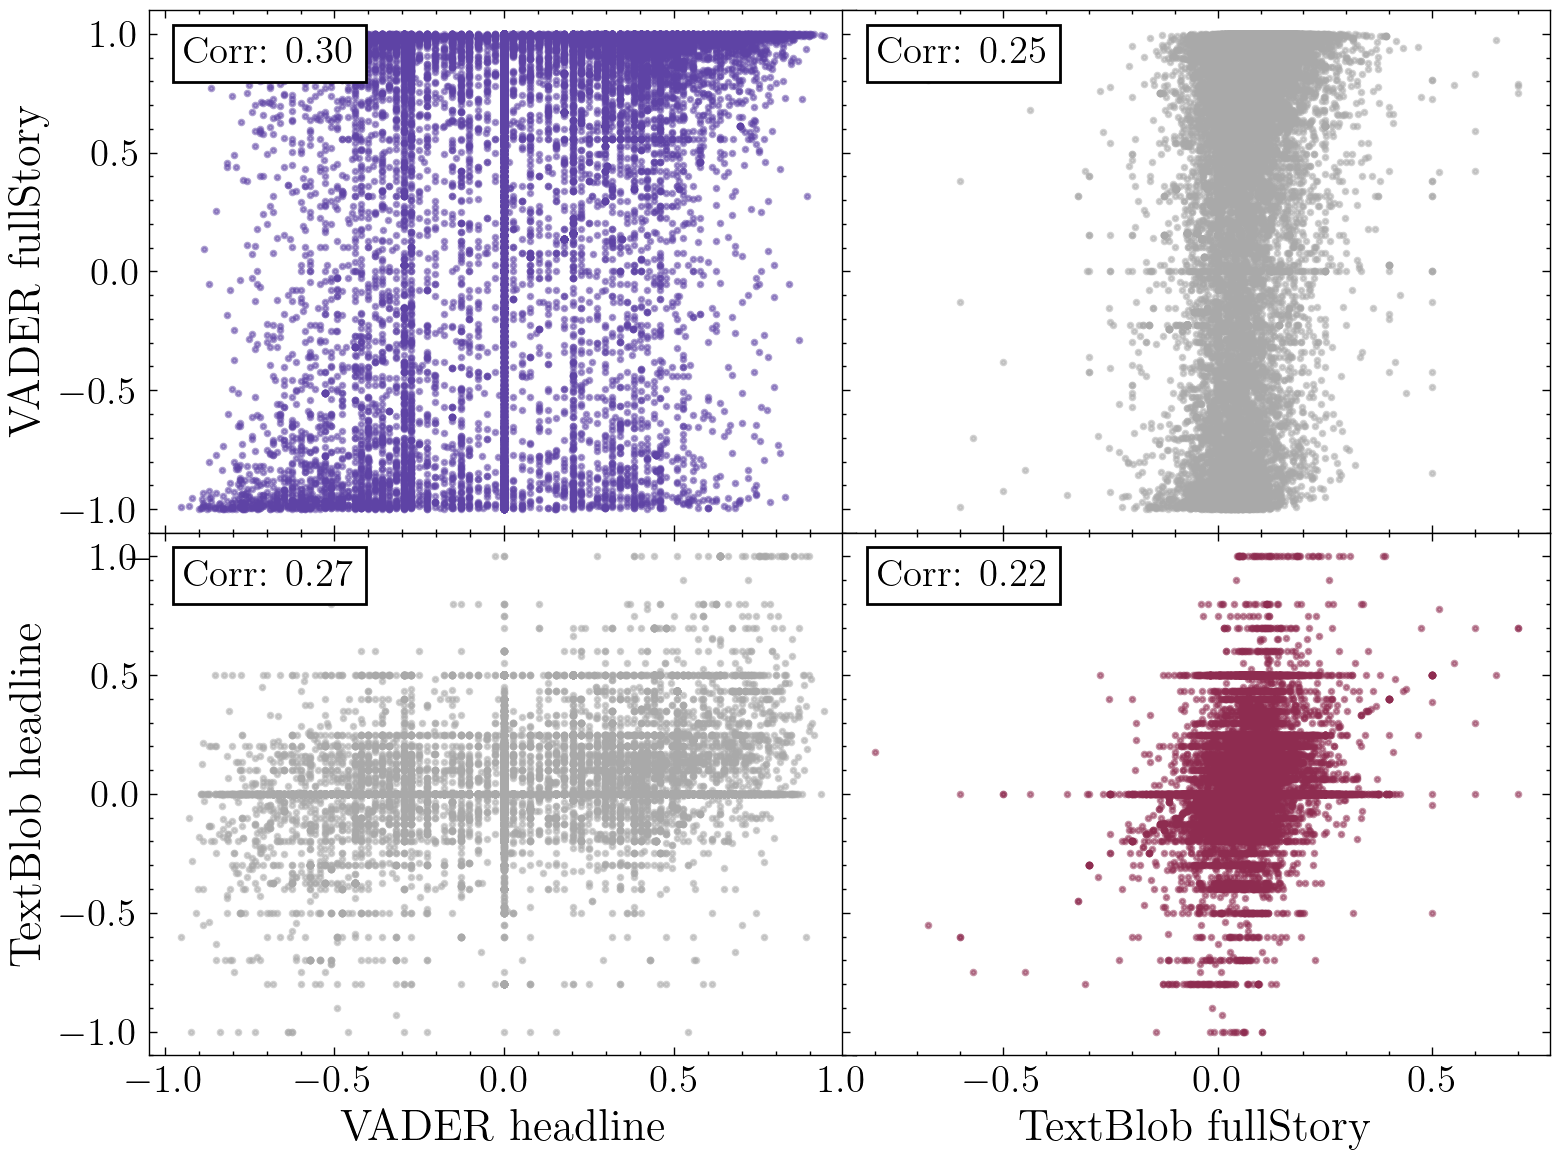 Corr: 0.30
Corr: 0.25
VADER fullStory
1.0
0.5
0.0
−0.5
−1.0
Corr: 0.27
Corr: 0.22
TextBlob headline
1.0
0.5
0.0
−0.5
−1.0
−1.0 −0.5 0.0 0.5 1.0
−0.5 0.0 0.5
VADER headline
TextBlob fullStory